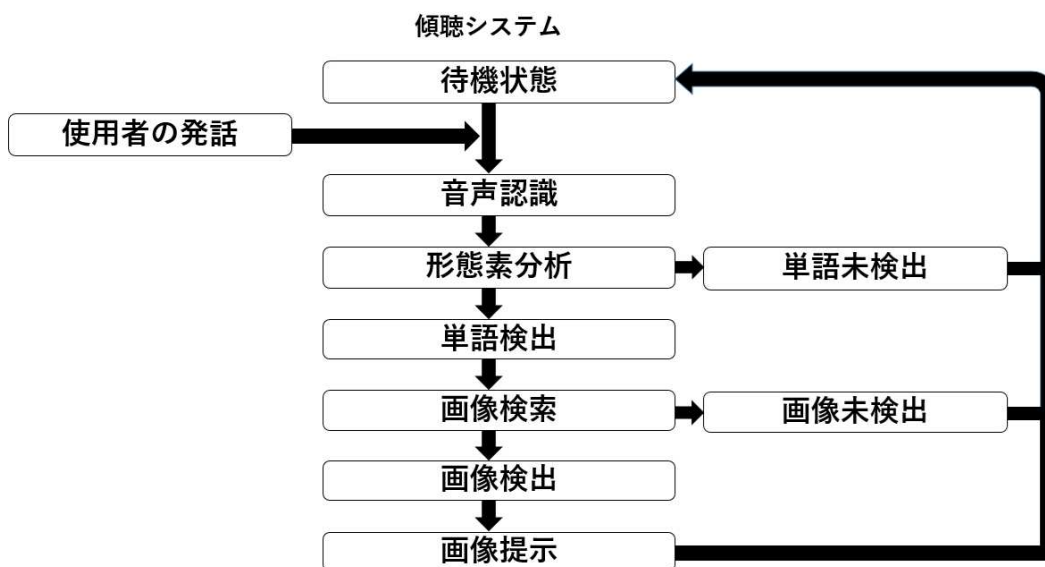 傾聴システム
待機状態
使用者の発話
音声認識
形態素分析
単語未検出
単語検出
画像検索
画像未検出
画像検出
画像提示